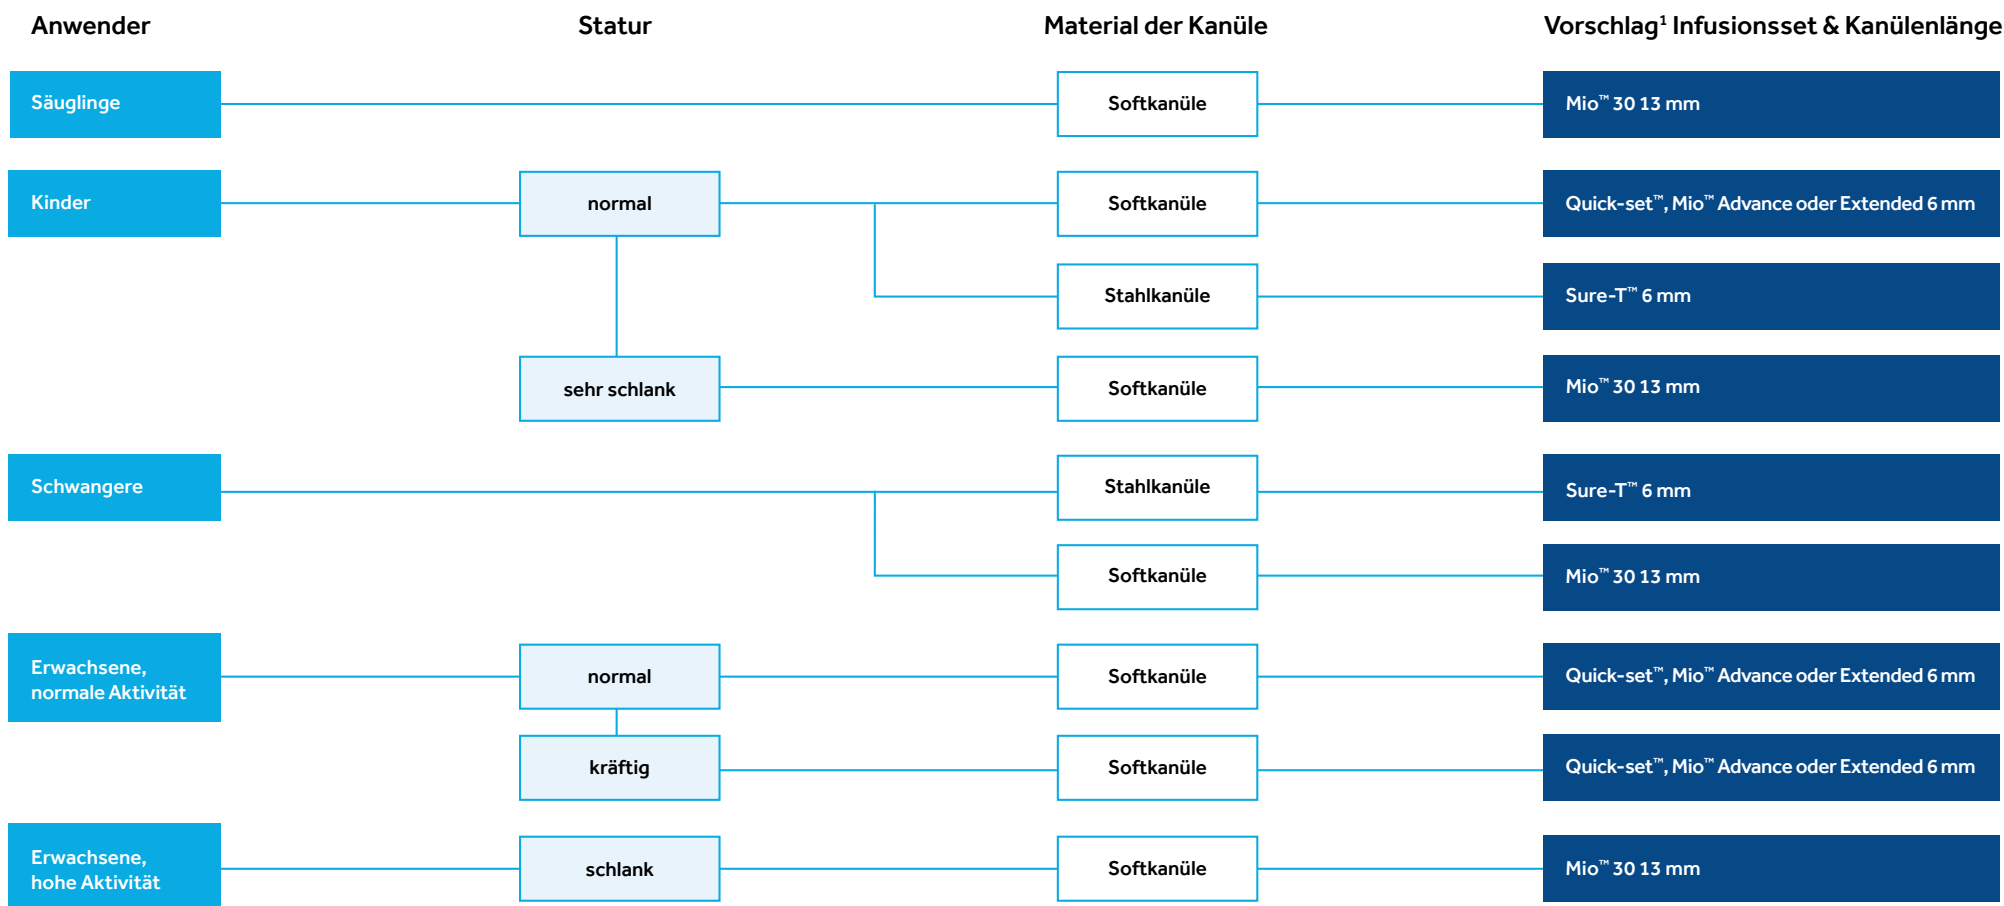 Anwender Statur Material der Kanüle Vorschlag¹ Infusionsset & Kanülenlänge
Säuglinge Softkanüle Mio™ 30 13 mm
Kinder normal Softkanüle Quick-set™, Mio™ Advance oder Extended 6 mm
Stahlkanüle Sure-T™ 6 mm
sehr schlank Softkanüle Mio™ 30 13 mm
Schwangere Stahlkanüle Sure-T™ 6 mm
Softkanüle Mio™ 30 13 mm
Erwachsene,
normale Aktivität normal Softkanüle Quick-set™, Mio™ Advance oder Extended 6 mm
kräftig Softkanüle Quick-set™, Mio™ Advance oder Extended 6 mm
Erwachsene,
hohe Aktivität schlank Softkanüle Mio™ 30 13 mm